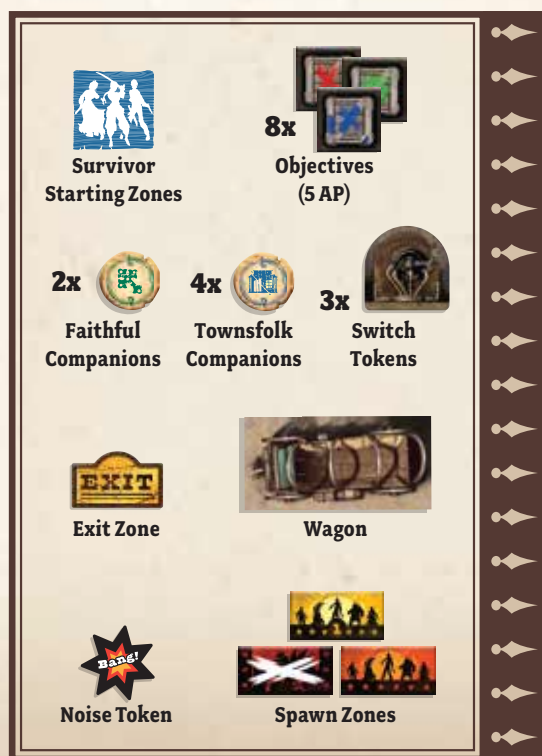 8x
Survivor
Starting Zones
Objectives
(5 AP)
2x
4x
3x
Faithful
Companions
Townsfolk
Companions
Switch
Tokens
EXIT
Exit Zone
Wagon
Bang!
Noise Token
Spawn Zones